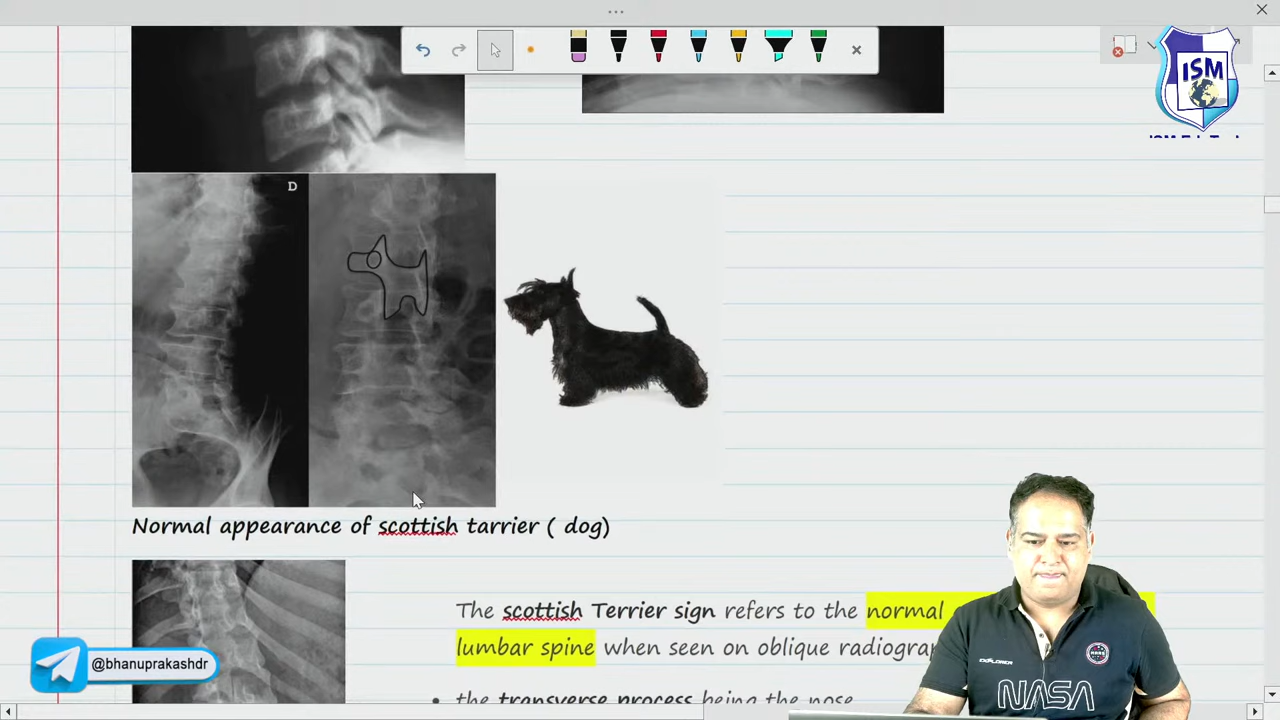 ISM
D
Normal appearance of scottish tarrier ( dog)
The scottish Terrier sign refers to the normal
lumbar spine when seen on oblique
the transverse process being the nose
@bhanuprakashdr
EXPLORER
NASA